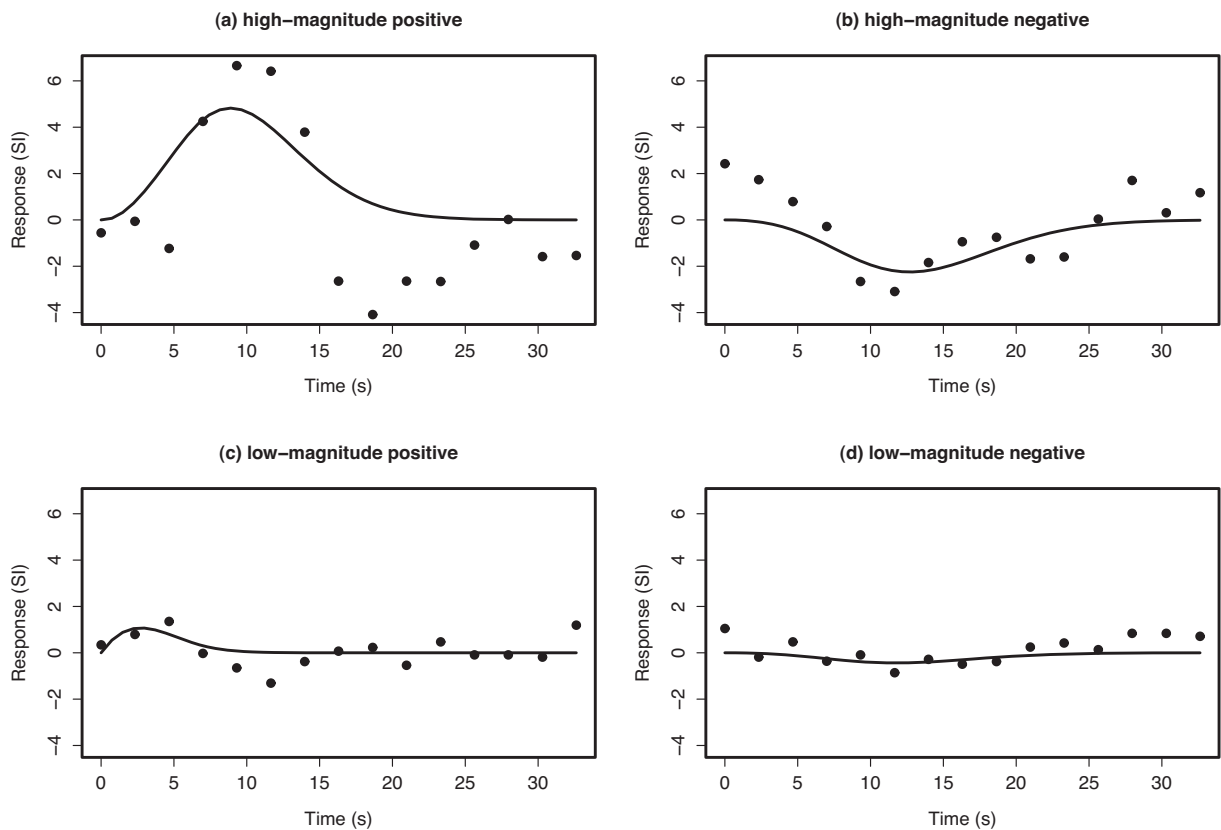 (a) high−magnitude positive
Response (SI)
6
4
2
0
−2
−4
0 5 10 15 20 25 30
Time (s)
(b) high−magnitude negative
Response (SI)
6
4
2
0
−2
−4
0 5 10 15 20 25 30
Time (s)
(c) low−magnitude positive
Response (SI)
6
4
2
0
−2
−4
0 5 10 15 20 25 30
Time (s)
(d) low−magnitude negative
Response (SI)
6
4
2
0
−2
−4
0 5 10 15 20 25 30
Time (s)